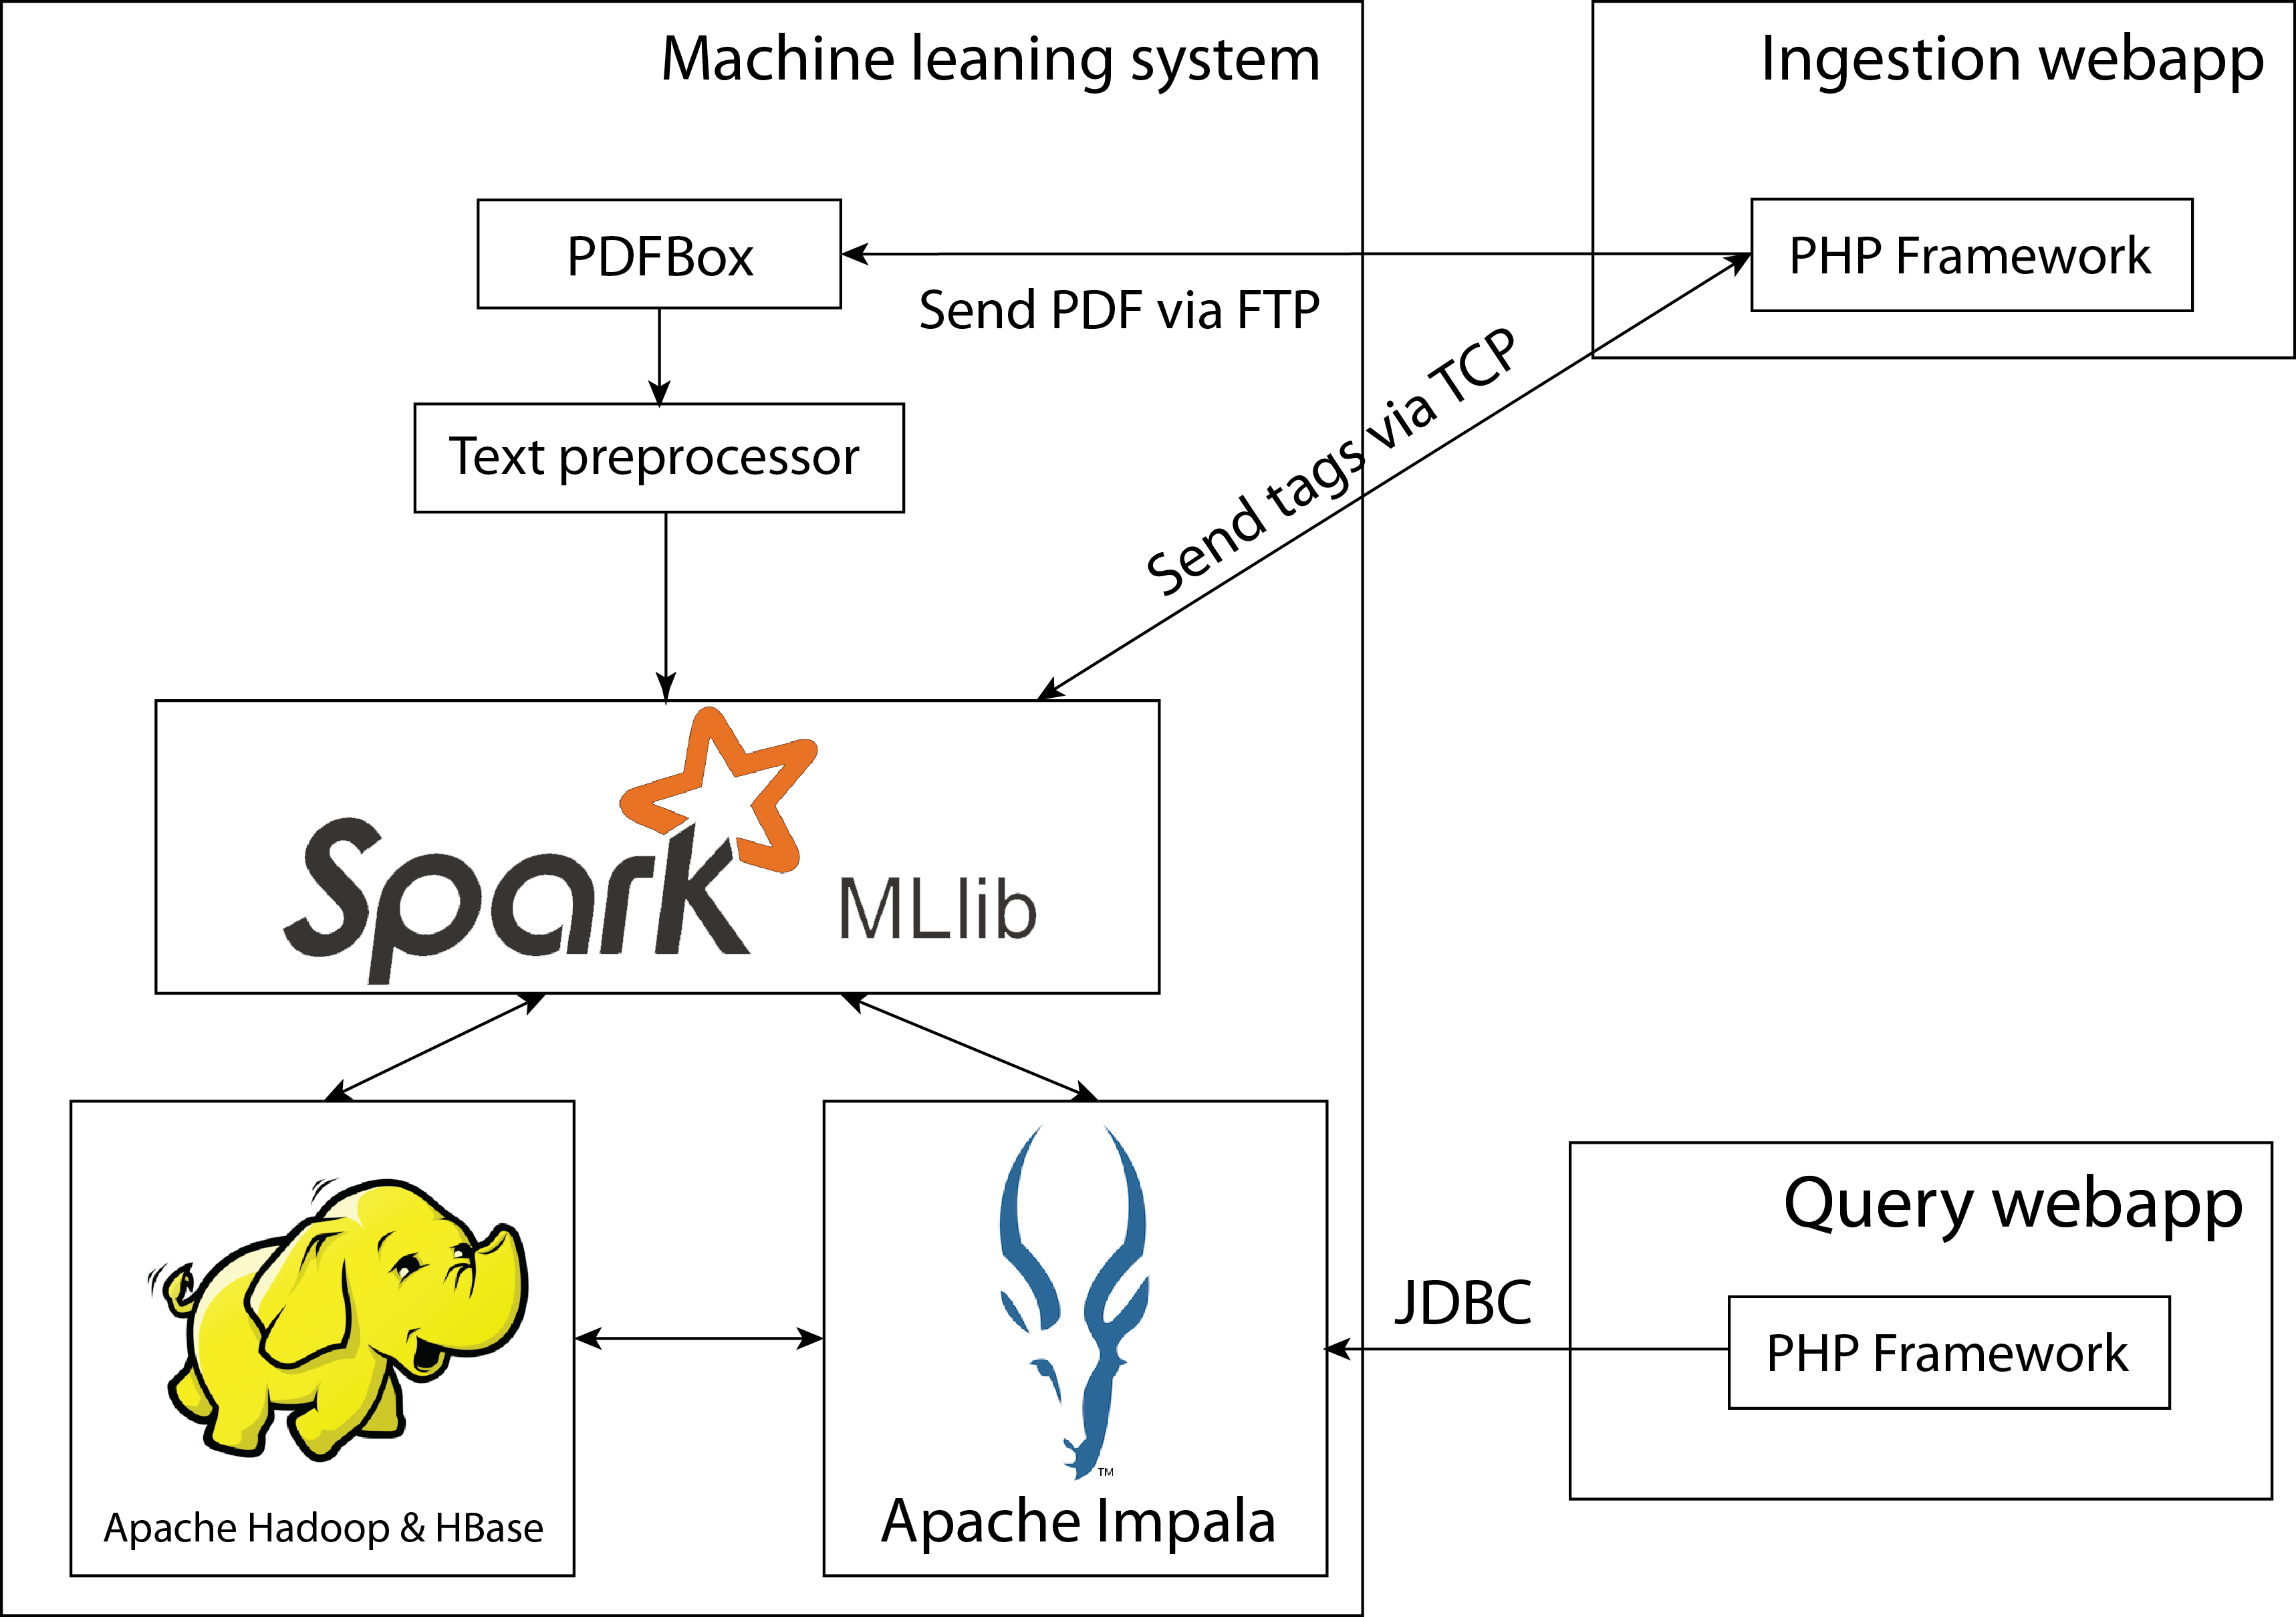 Machine leaning system
Ingestion webapp
PDFBox
PHP Framework
Send PDF via FTP
Send tags via TCP
Text preprocessor
Spark MLlib
Apache Hadoop & HBase
TM
Apache Impala
Query webapp
JDBC
PHP Framework